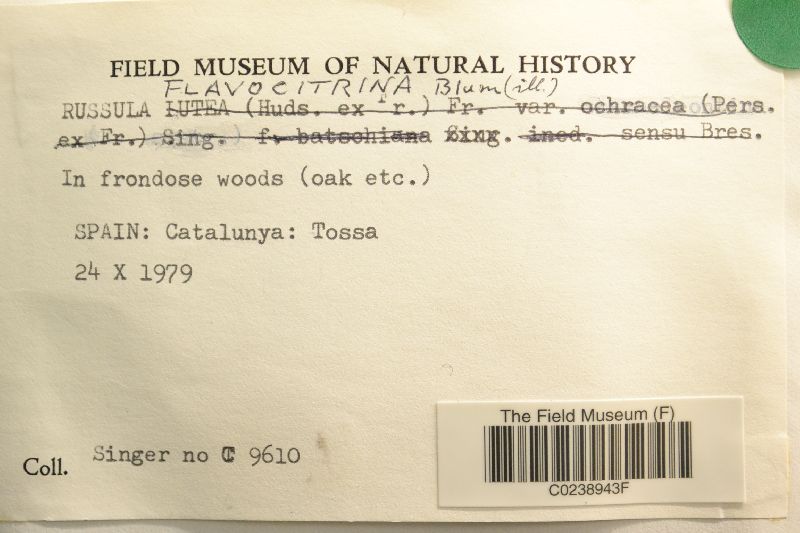 FIELD MUSEUM OF NATURAL HISTORY
FLAVOCITRINA Blum (ill.)
RUSSULA LUTEA (Huds. ex Fr.) Fr. var. ochracea (Pers.
ex Fr.) Sing. f. batschiana Sing. ined. sensu Bres.
In frondose woods (oak etc.)
SPAIN: Catalunya: Tossa
24 X 1979
Coll. Singer no C 9610
The Field Museum (F)
C0238943F